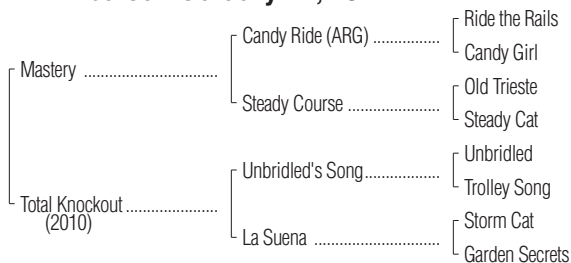 Ride the Rails
Candy Ride (ARG)
Candy Girl
Mastery
Old Trieste
Steady Course
Steady Cat
Unbridled
Unbridled's Song
Trolley Song
Total Knockout
(2010)
Storm Cat
La Suena
Garden Secrets